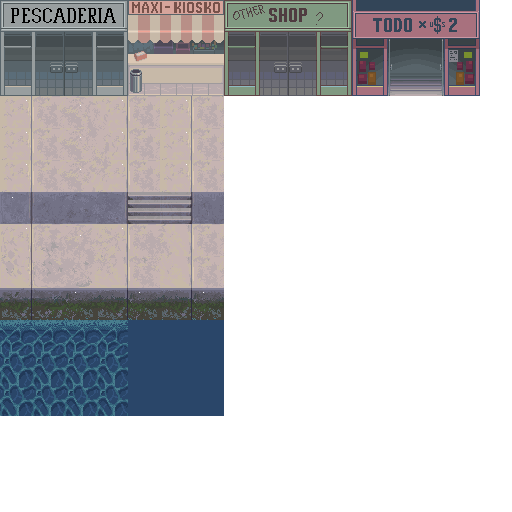 PESCADERIA
MAXI-KIOSKO
OTHER SHOP ?
TODO × $ 2